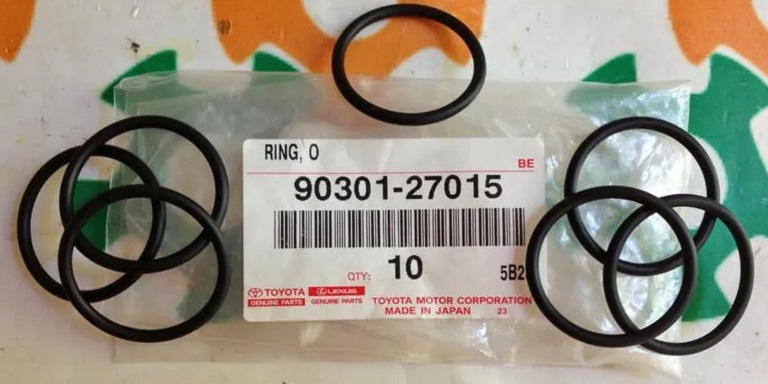 RING, O
BE
90301-27015
QTY: 10
5B2
TOYOTA LEXUS
GENUINE PARTS GENUINE PARTS
TOYOTA MOTOR CORPORATION
MADE IN JAPAN 23